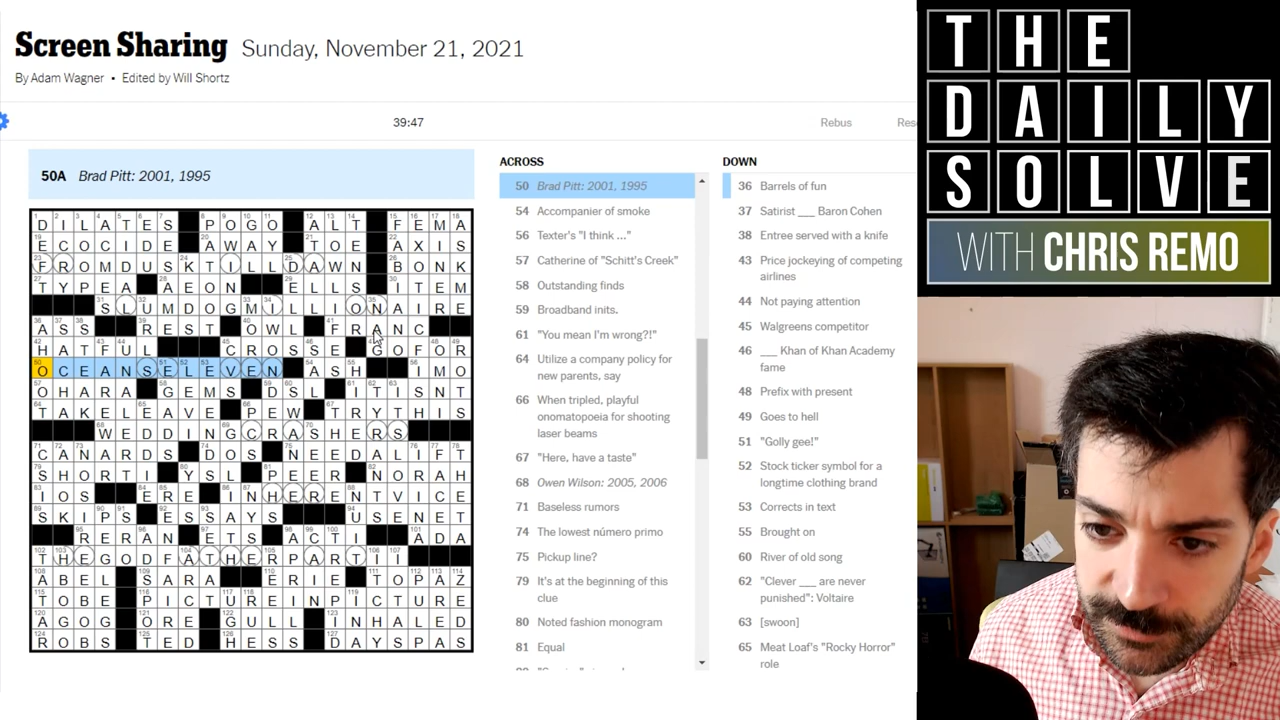 Screen Sharing Sunday, November 21, 2021
By Adam Wagner • Edited by Will Shortz
39:47
Rebus
Res
50A Brad Pitt: 2001, 1995
DILATES POGO ALT FEMA
ECOCIDE AWAY TOE AXIS
FROMDUSKTILLDAWN BONK
TYPEA AEON ELLS ITEM
SLUMDOGMILLIONAIRE
ASS REST OWL FRANC
HATFUL CROSSE GOFOR
OCEANSELEVEN ASH IMO
OHARA GEMS DSL ITISNT
TAKELEAVE PEW TRYTHIS
WEDDINGCRASHERS
CANARDS DOS NEEDALIFT
SHORTI YSL PEER NORAH
IOS ERE INHERENTVICE
SKIPS ESSAYS USENET
RERAN ETS ACTI ADA
THEGODFATHERPARTII
ABEL SARA ERIE TOPAZ
TOBE PICTUREINPICTURE
AGOG ORE GULL INHALED
ROBS TED HESS DAYSPAS
ACROSS
50 Brad Pitt: 2001, 1995
54 Accompanier of smoke
56 Texter's "I think ..."
57 Catherine of "Schitt's Creek"
58 Outstanding finds
59 Broadband inits.
61 "You mean I'm wrong?!"
64 Utilize a company policy for
new parents, say
66 When tripled, playful
onomatopoeia for shooting
laser beams
67 "Here, have a taste"
68 Owen Wilson: 2005, 2006
71 Baseless rumors
74 The lowest número primo
75 Pickup line?
79 It's at the beginning of this
clue
80 Noted fashion monogram
81 Equal
DOWN
36 Barrels of fun
37 Satirist ___ Baron Cohen
38 Entree served with a knife
43 Price jockeying of competing
airlines
44 Not paying attention
45 Walgreens competitor
46 ___ Khan of Khan Academy
fame
48 Prefix with present
49 Goes to hell
51 "Golly gee!"
52 Stock ticker symbol for a
longtime clothing brand
53 Corrects in text
55 Brought on
60 River of old song
62 "Clever ___ are never
punished": Voltaire
63 [swoon]
65 Meat Loaf's "Rocky Horror"
role
THE
DAILY
SOLVE
WITH CHRIS REMO